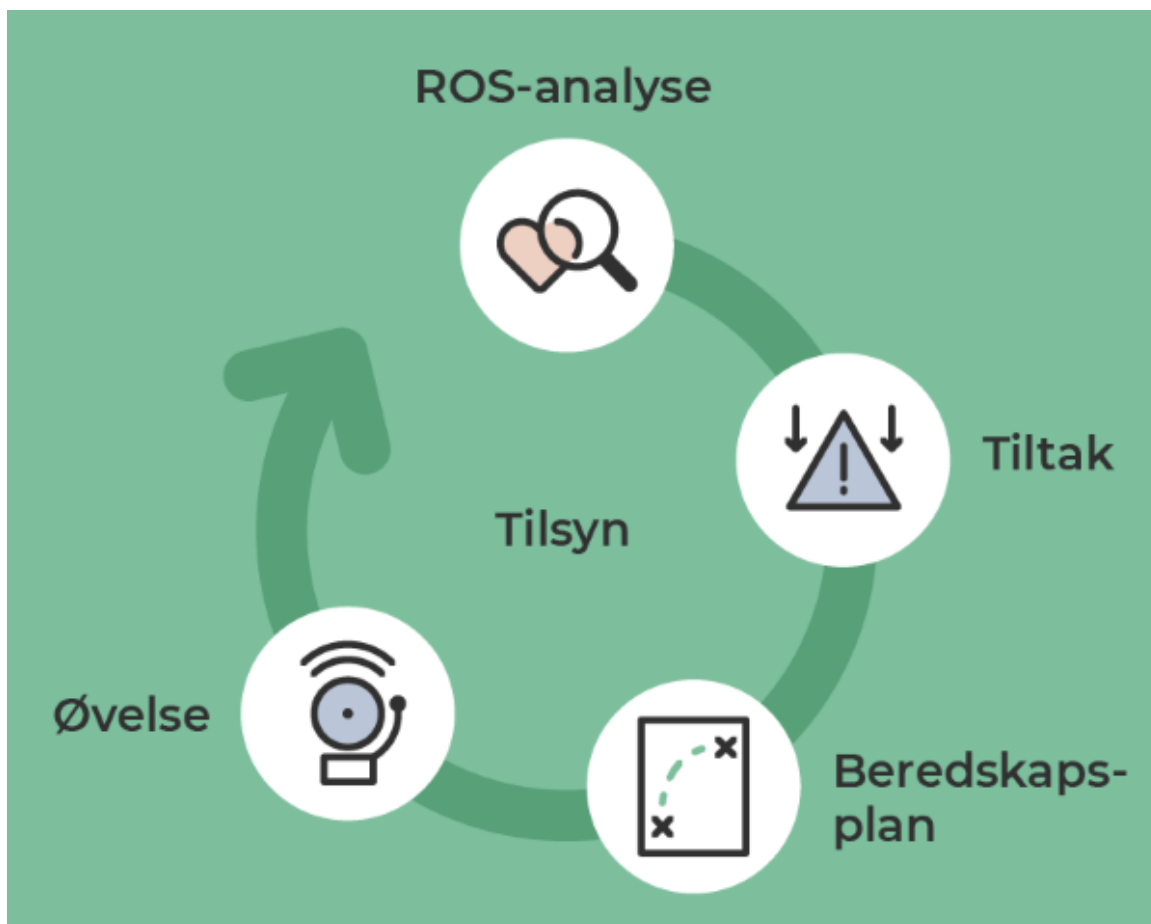 ROS-analyse
Tiltak
Tilsyn
Øvelse
Beredskaps-
plan